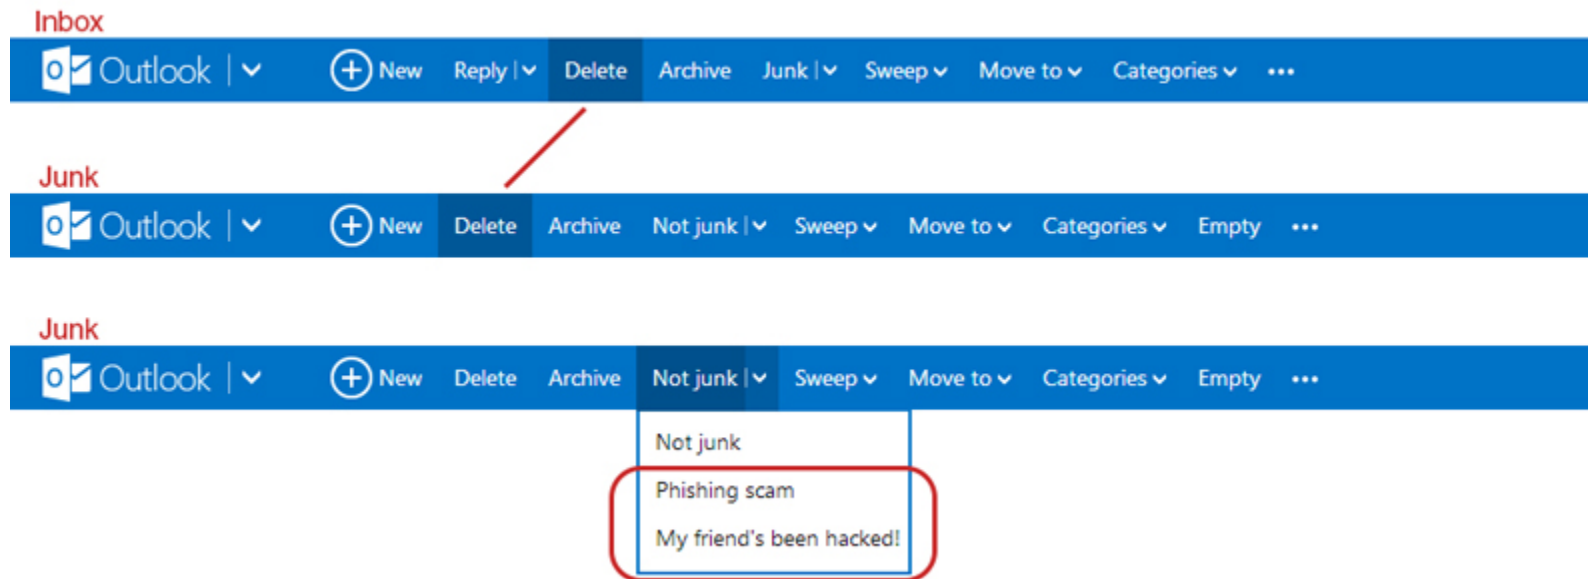 Inbox
Outlook New Reply Delete Archive Junk Sweep Move to Categories •••
Junk
Outlook New Delete Archive Not junk Sweep Move to Categories Empty •••
Junk
Outlook New Delete Archive Not junk Sweep Move to Categories Empty •••
Not junk
Phishing scam
My friend's been hacked!